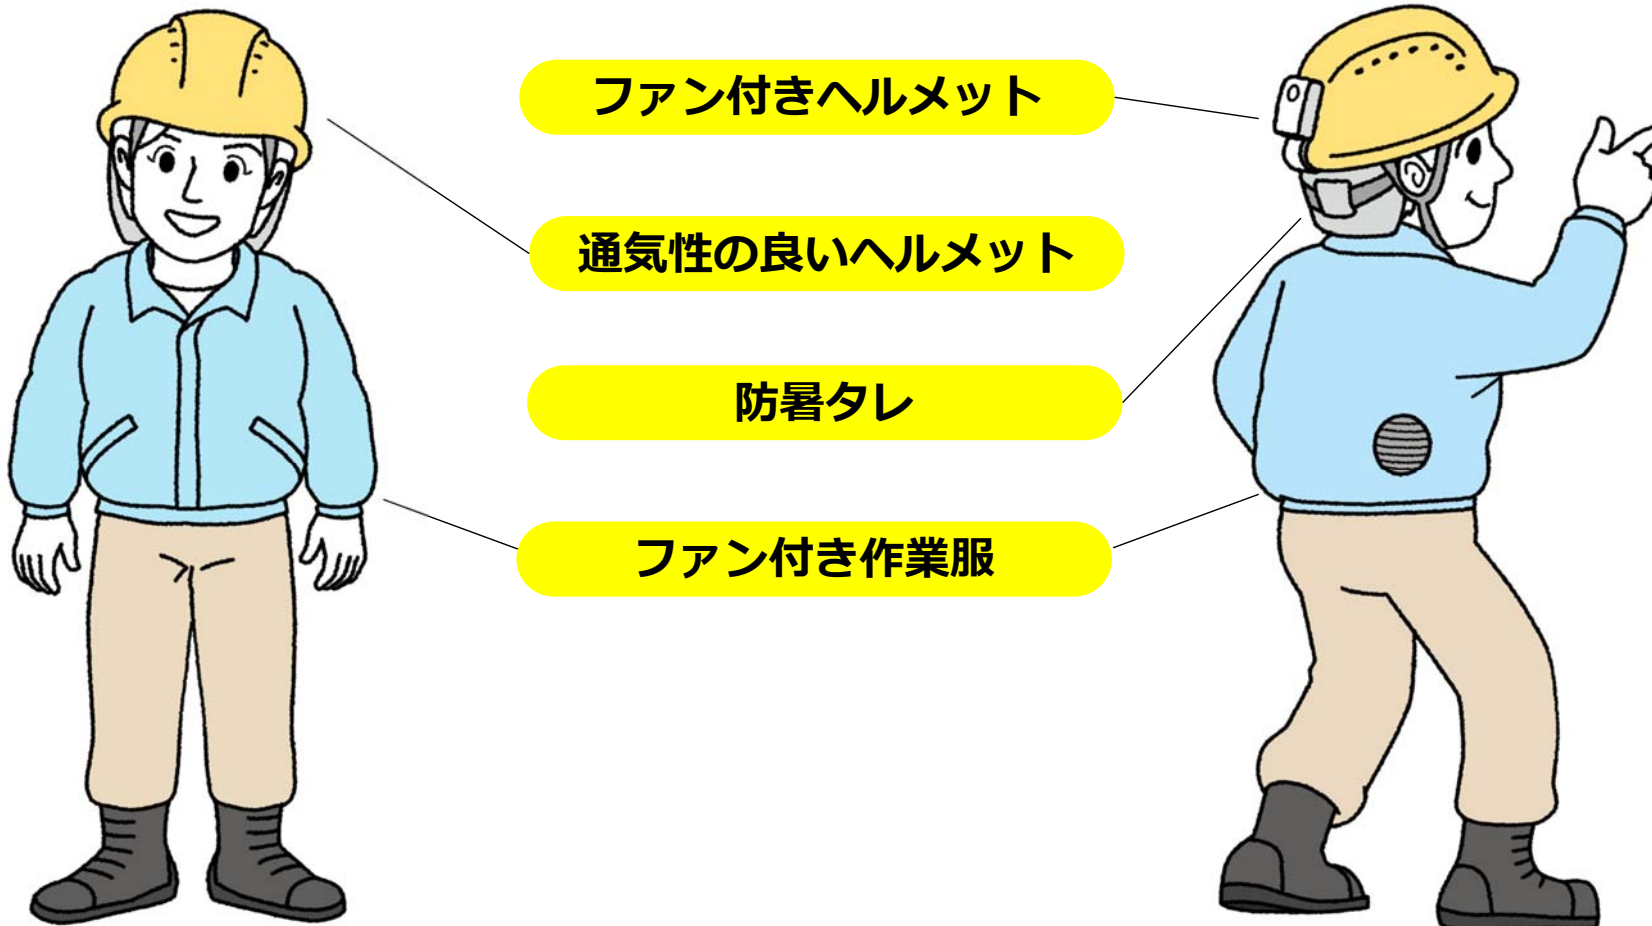 ファン付きヘルメット
通気性の良いヘルメット
防暑タレ
ファン付き作業服